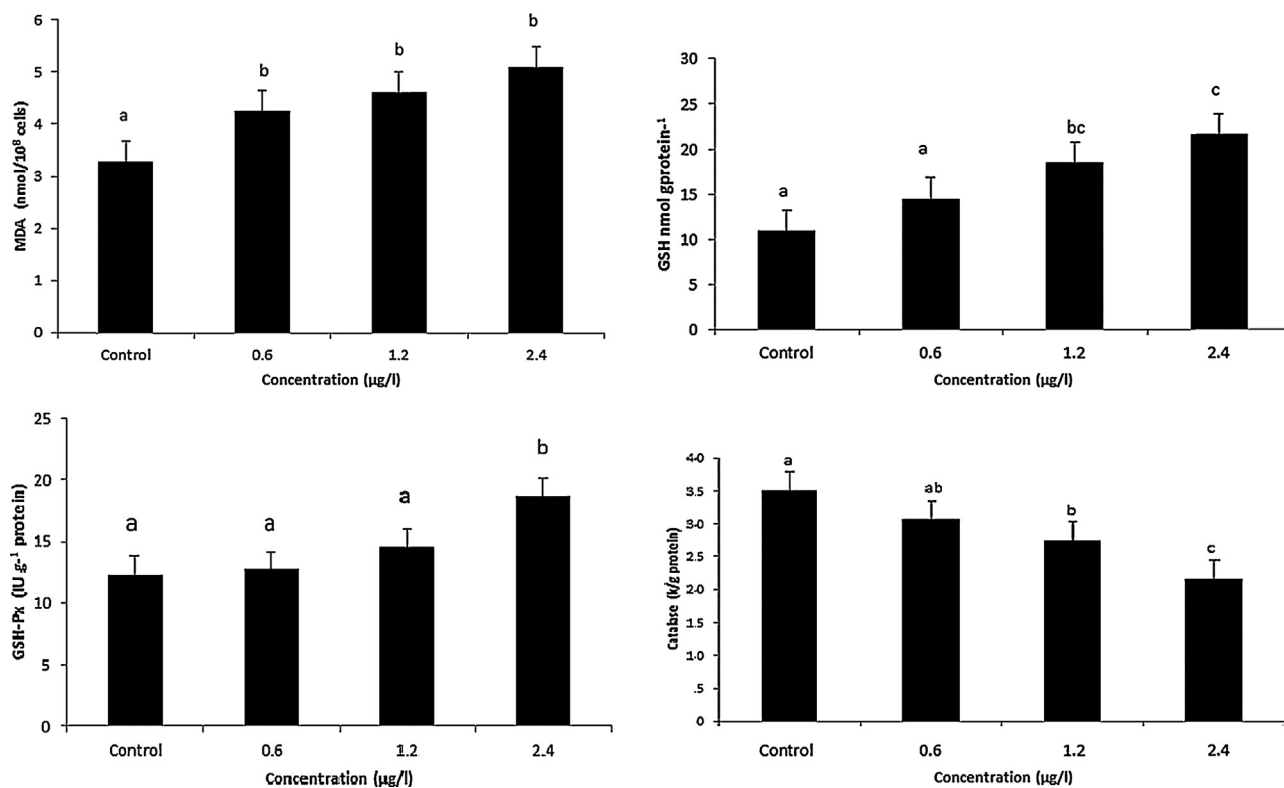 6
5
4
3
2
1
0
MDA (nmol/10⁸ cells)
a
b
b
b
Control 0.6 1.2 2.4
Concentration (µg/l)
30
25
20
15
10
5
0
GSH nmol gprotein-¹
a
a
bc
c
Control 0.6 1.2 2.4
Concentration (µg/l)
25
20
15
10
5
0
GSH-Px (IU g-¹ protein)
a
a
a
b
Control 0.6 1.2 2.4
Concentration (µg/l)
4.0
3.5
3.0
2.5
2.0
1.5
1.0
.5
0
Catabse (k/g protein)
a
ab
b
c
Control 0.6 1.2 2.4
Concentration (µg/l)